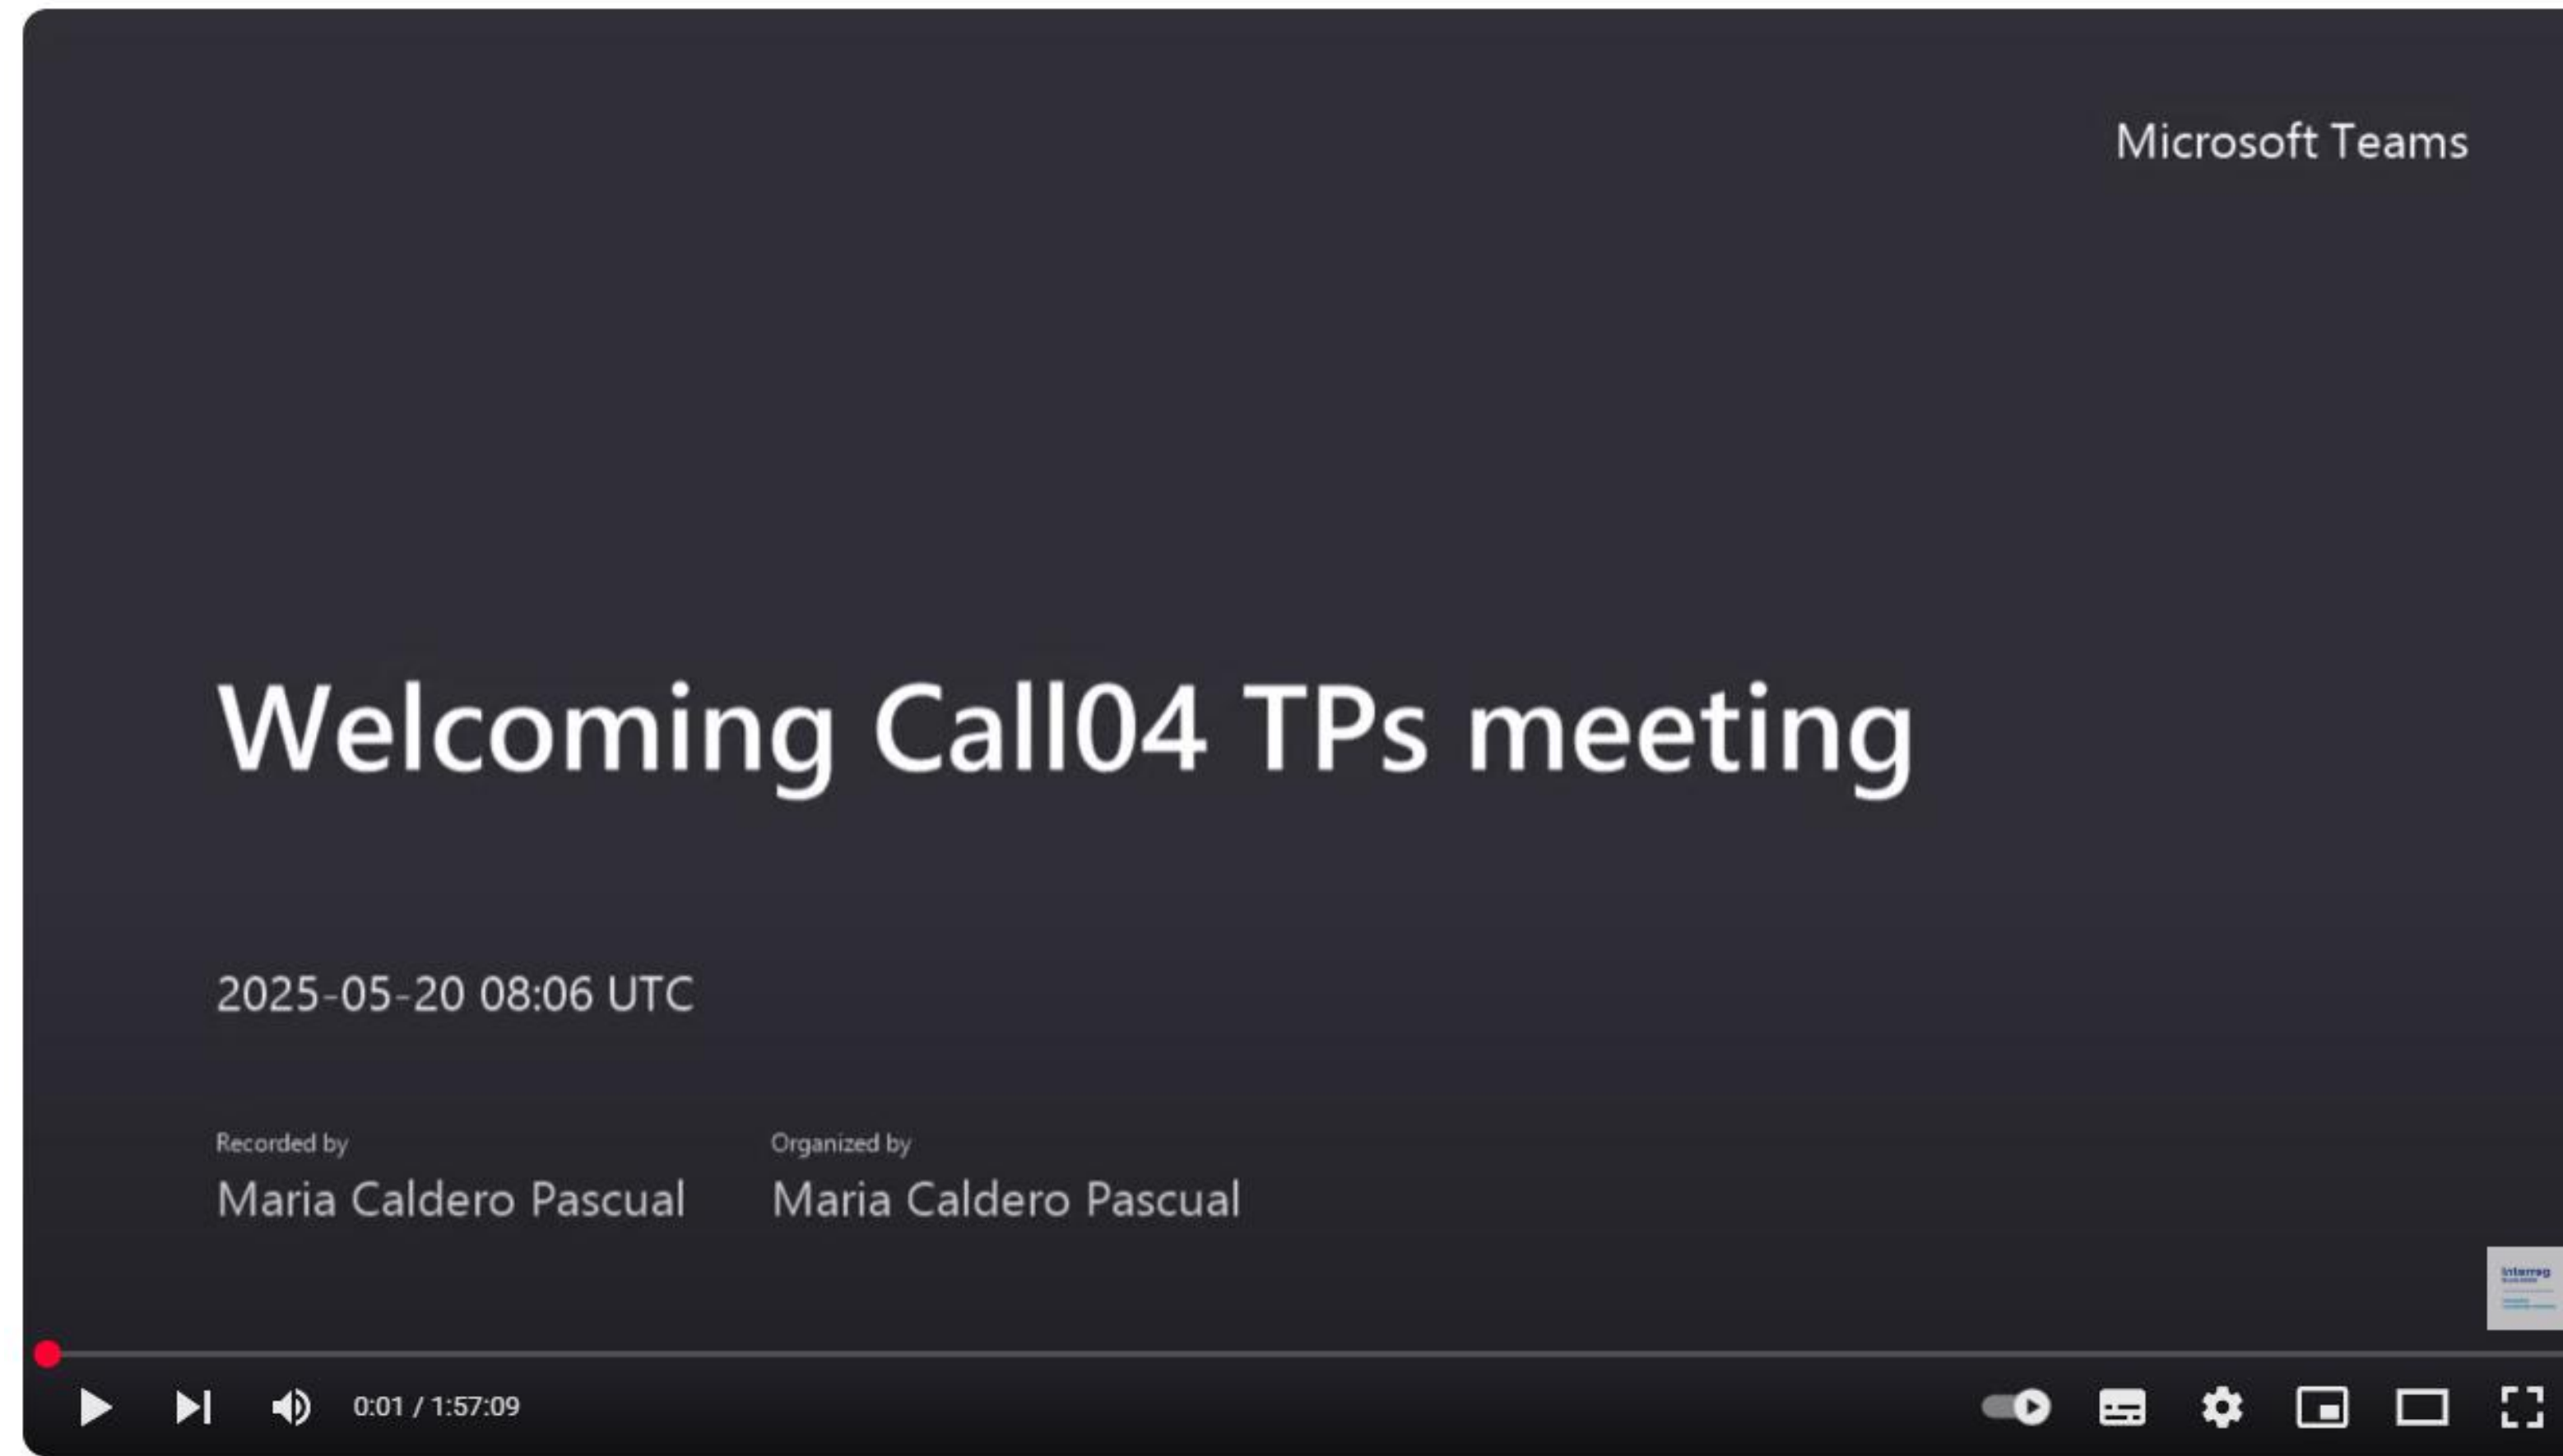 Microsoft Teams
Welcoming Call04 TPs meeting
2025-05-20 08:06 UTC
Recorded by
Maria Caldero Pascual
Organized by
Maria Caldero Pascual
Interreg
0:01 / 1:57:09